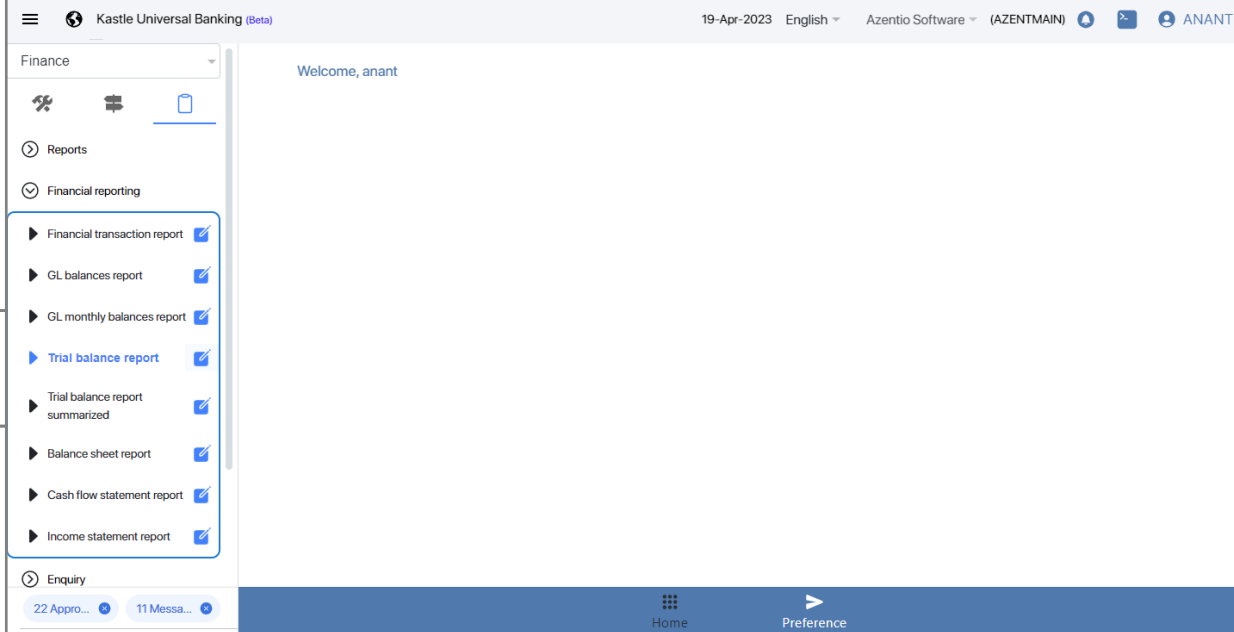 Kastle Universal Banking (Beta)
19-Apr-2023 English Azentio Software (AZENTMAIN) ANANT
Finance
Welcome, anant
Reports
Financial reporting
Financial transaction report
GL balances report
GL monthly balances report
Trial balance report
Trial balance report
summarized
Balance sheet report
Cash flow statement report
Income statement report
Enquiry
22 Appro... 11 Messa...
Home Preference